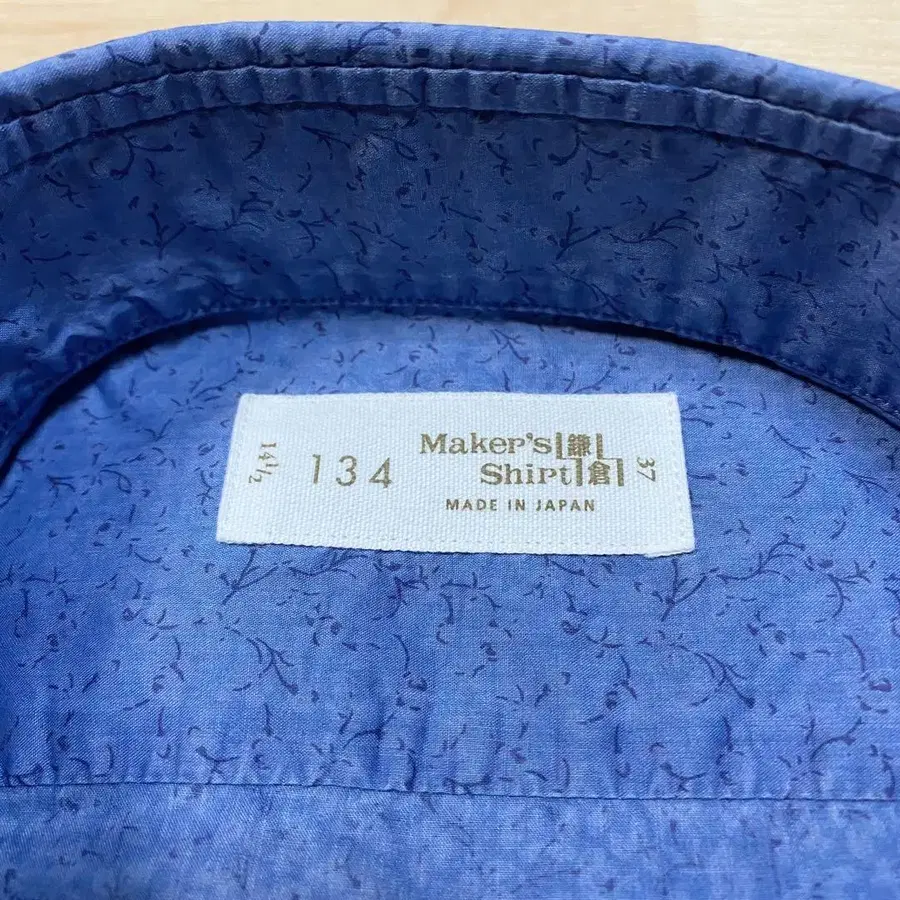 14½
134
Maker's 鎌
Shirt 倉
MADE IN JAPAN
37